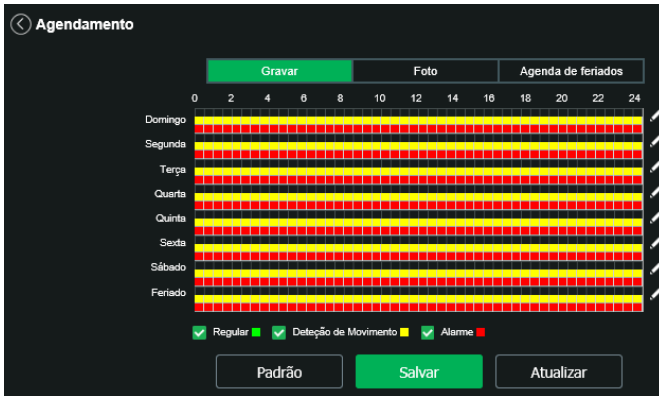 Agendamento
Gravar Foto Agenda de feriados
0 2 4 6 8 10 12 14 16 18 20 22 24
Domingo
Segunda
Terça
Quarta
Quinta
Sexta
Sábado
Feriado
Regular Deteção de Movimento Alarme
Padrão Salvar Atualizar